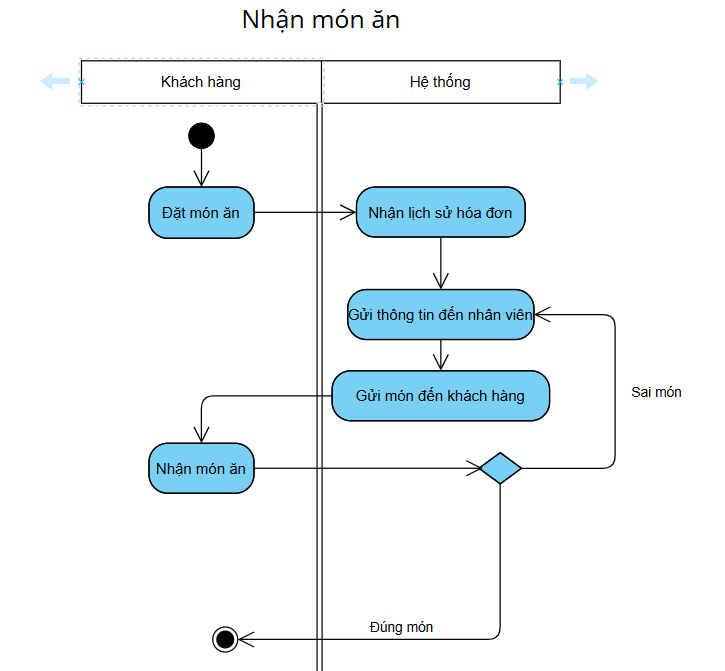 Nhận món ăn
Khách hàng
Hệ thống
Đặt món ăn
Nhận lịch sử hóa đơn
Gửi thông tin đến nhân viên
Sai món
Gửi món đến khách hàng
Nhận món ăn
Đúng món